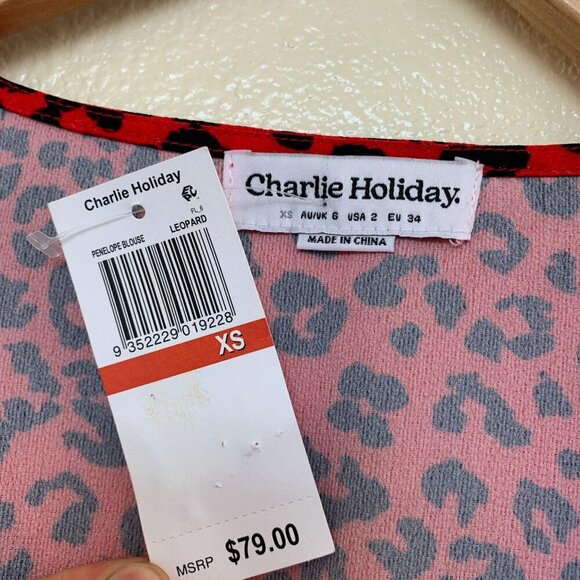 Charlie Holiday
FL_8
PENELOPE BLOUSE
LEOPARD
9 352229 019228
XS
MSRP $79.00
Charlie Holiday.
XS AU/UK 6 USA 2 EU 34
MADE IN CHINA